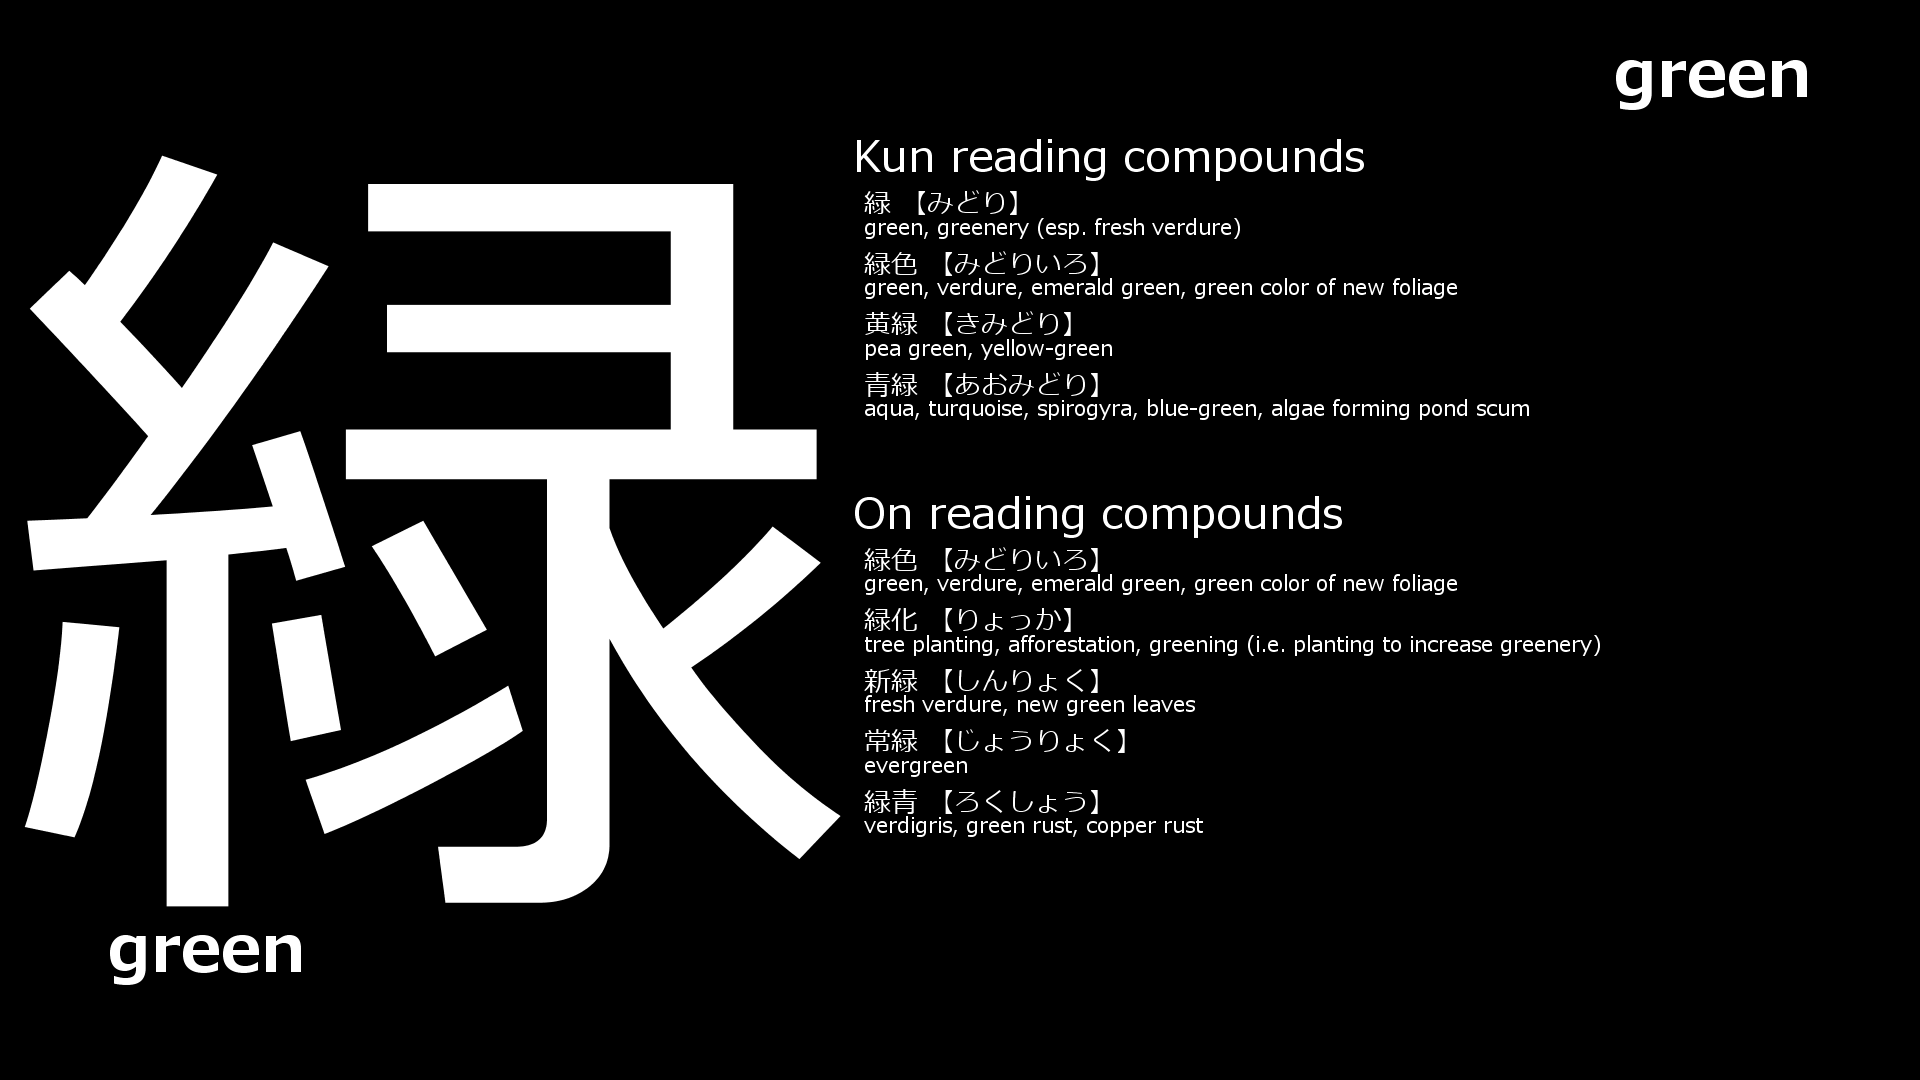 green
緑
green
Kun reading compounds
緑 【みどり】
green, greenery (esp. fresh verdure)
緑色 【みどりいろ】
green, verdure, emerald green, green color of new foliage
黄緑 【きみどり】
pea green, yellow-green
青緑 【あおみどり】
aqua, turquoise, spirogyra, blue-green, algae forming pond scum
On reading compounds
緑色 【みどりいろ】
green, verdure, emerald green, green color of new foliage
緑化 【りょっか】
tree planting, afforestation, greening (i.e. planting to increase greenery)
新緑 【しんりょく】
fresh verdure, new green leaves
常緑 【じょうりょく】
evergreen
緑青 【ろくしょう】
verdigris, green rust, copper rust